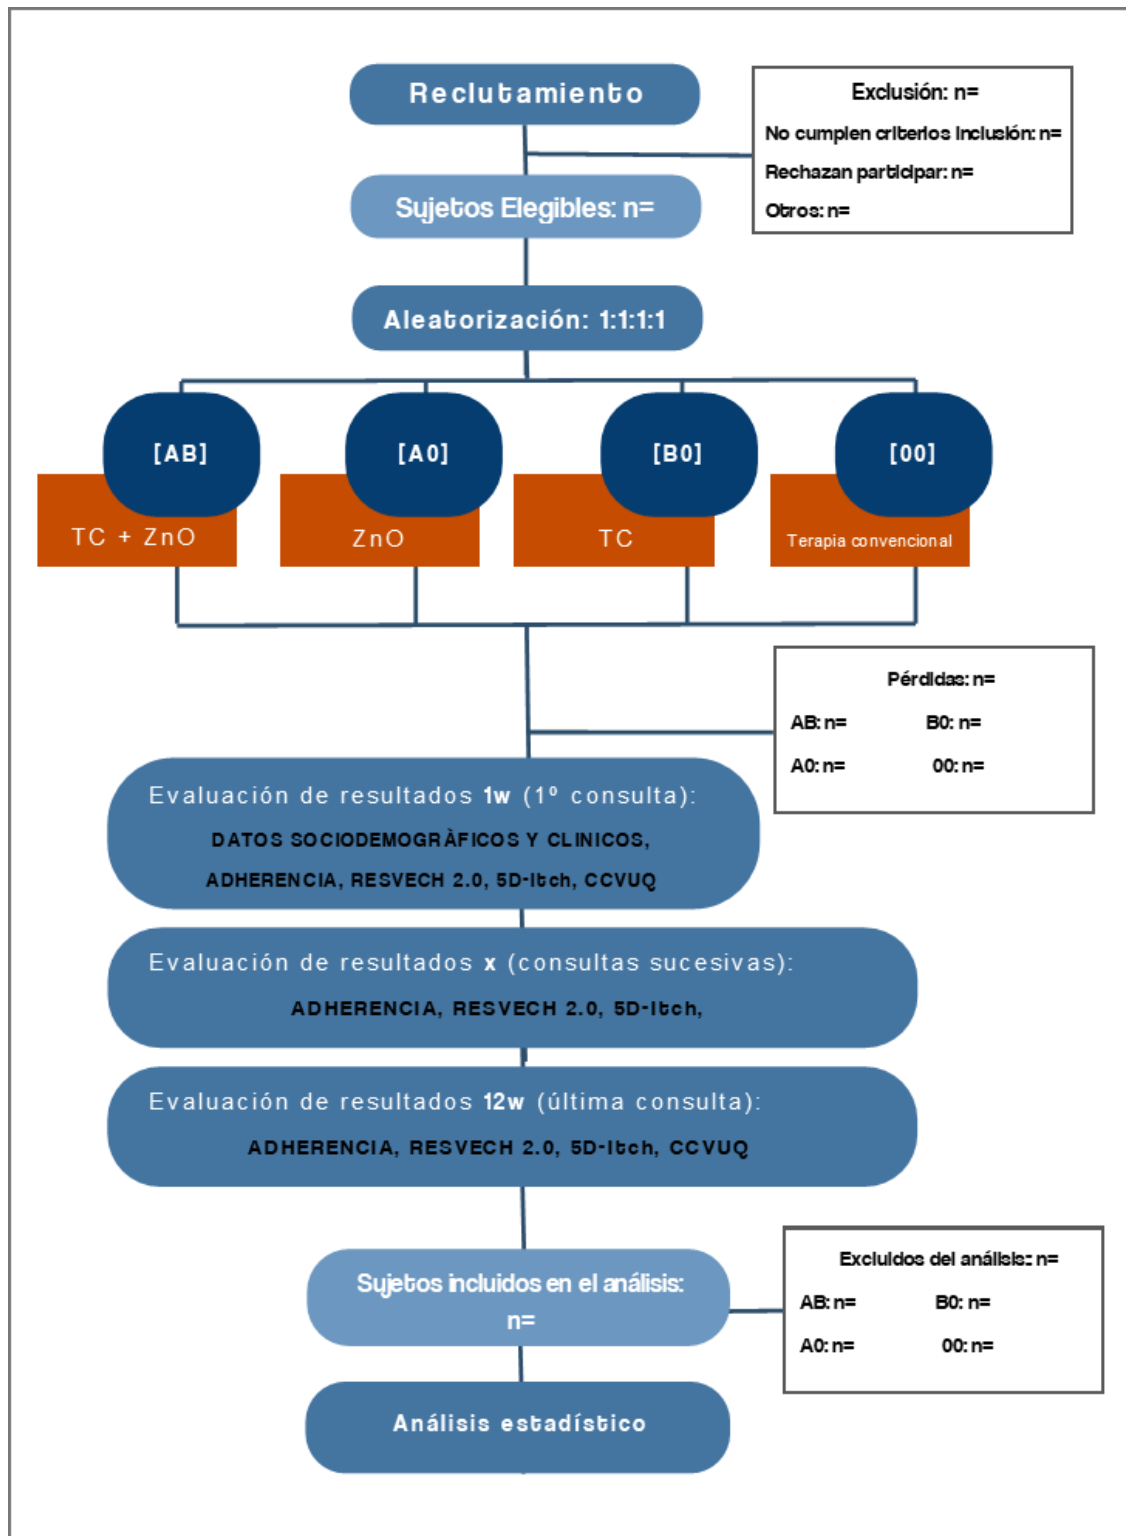 Reclutamiento
Exclusión: n=
No cumplen criterios inclusión: n=
Rechazan participar: n=
Otros: n=
Sujetos Elegibles: n=
Aleatorización: 1:1:1:1
[AB]
[A0]
[B0]
[00]
TC + ZnO
ZnO
TC
Terapia convencional
Pérdidas: n=
AB: n= B0: n=
A0: n= 00: n=
Evaluación de resultados 1w (1º consulta):
DATOS SOCIODEMOGRÀFICOS Y CLINICOS,
ADHERENCIA, RESVECH 2.0, 5D-Itch, CCVUQ
Evaluación de resultados x (consultas sucesivas):
ADHERENCIA, RESVECH 2.0, 5D-Itch,
Evaluación de resultados 12w (última consulta):
ADHERENCIA, RESVECH 2.0, 5D-Itch, CCVUQ
Sujetos incluidos en el análisis:
n=
Excluidos del análisis: n=
AB: n= B0: n=
A0: n= 00: n=
Análisis estadístico